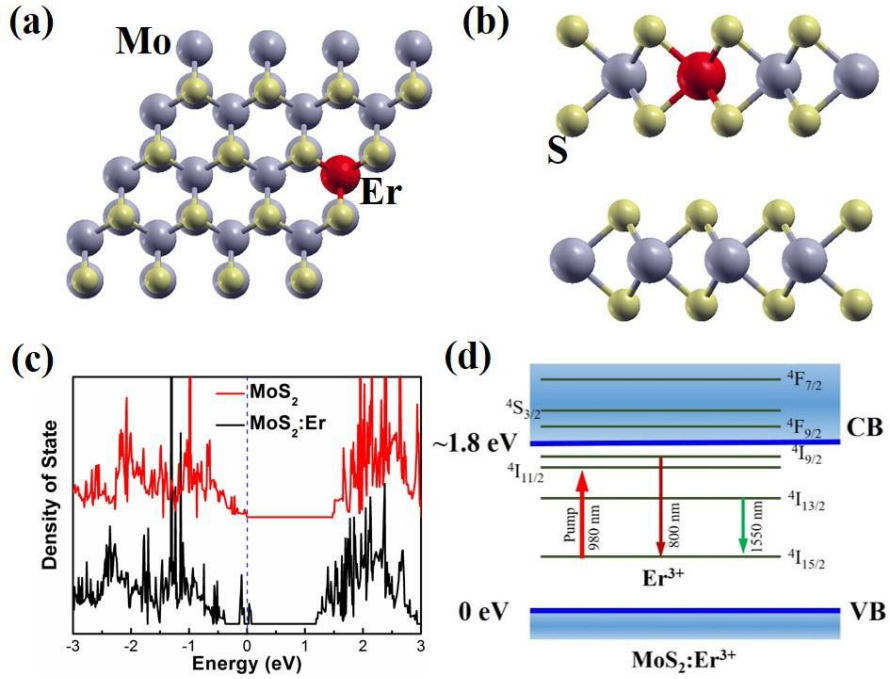 (a)
Mo
Er
(b)
S
(c)
MoS₂
MoS₂:Er
Density of State
-3 -2 -1 0 1 2 3
Energy (eV)
(d)
⁴F₇/₂
⁴S₃/₂
⁴F₉/₂
~1.8 eV
CB
⁴I₉/₂
⁴I₁₁/₂
⁴I₁₃/₂
Pump
980 nm
800 nm
1550 nm
⁴I₁₅/₂
Er³⁺
0 eV
VB
MoS₂:Er³⁺